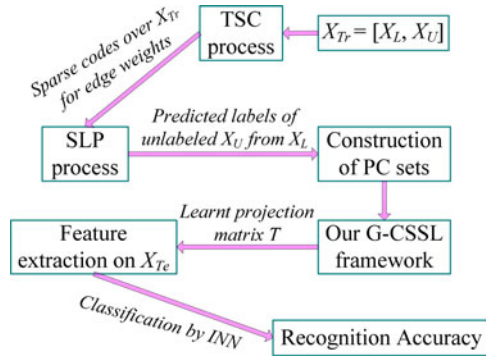 TSC
process
X_Tr = [X_L, X_U]
Sparse codes over X_Tr
for edge weights
SLP
process
Predicted labels of
unlabeled X_U from X_L
Construction
of PC sets
Our G-CSSL
framework
Learnt projection
matrix T
Feature
extraction on X_Te
Classification by INN
Recognition Accuracy